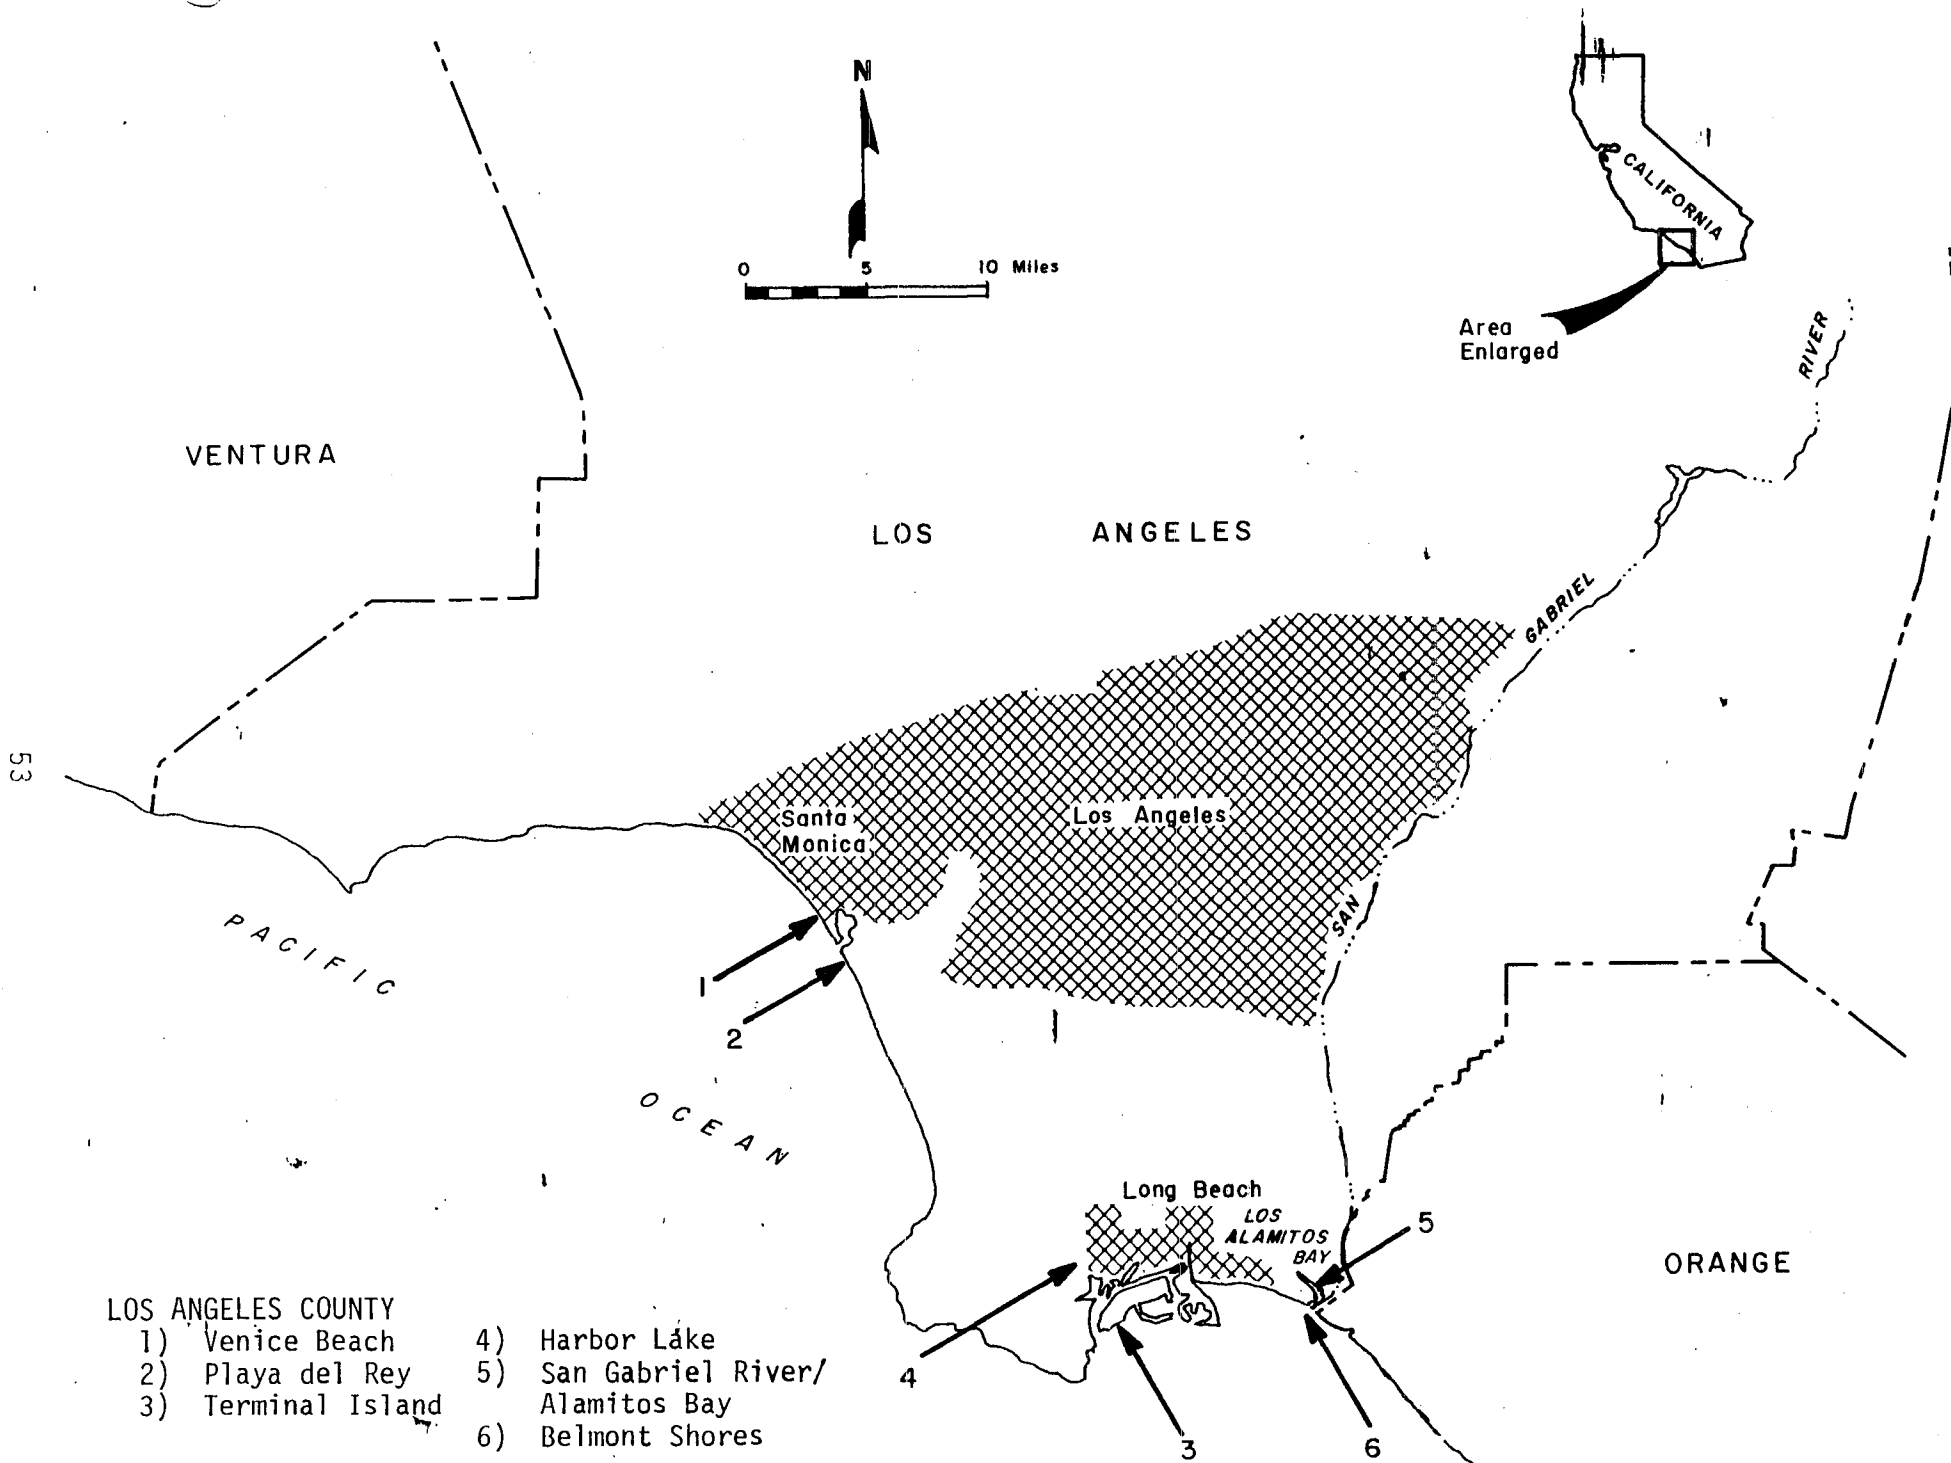 N
0 5 10 Miles
CALIFORNIA
Area
Enlarged
RIVER
VENTURA
LOS ANGELES
GABRIEL
53
Santa
Monica
Los Angeles
SAN
PACIFIC
1
2
OCEAN
Long Beach
LOS
ALAMITOS
BAY
5
ORANGE
4
3
6
LOS ANGELES COUNTY
1) Venice Beach
2) Playa del Rey
3) Terminal Island
4) Harbor Lake
5) San Gabriel River/
Alamitos Bay
6) Belmont Shores